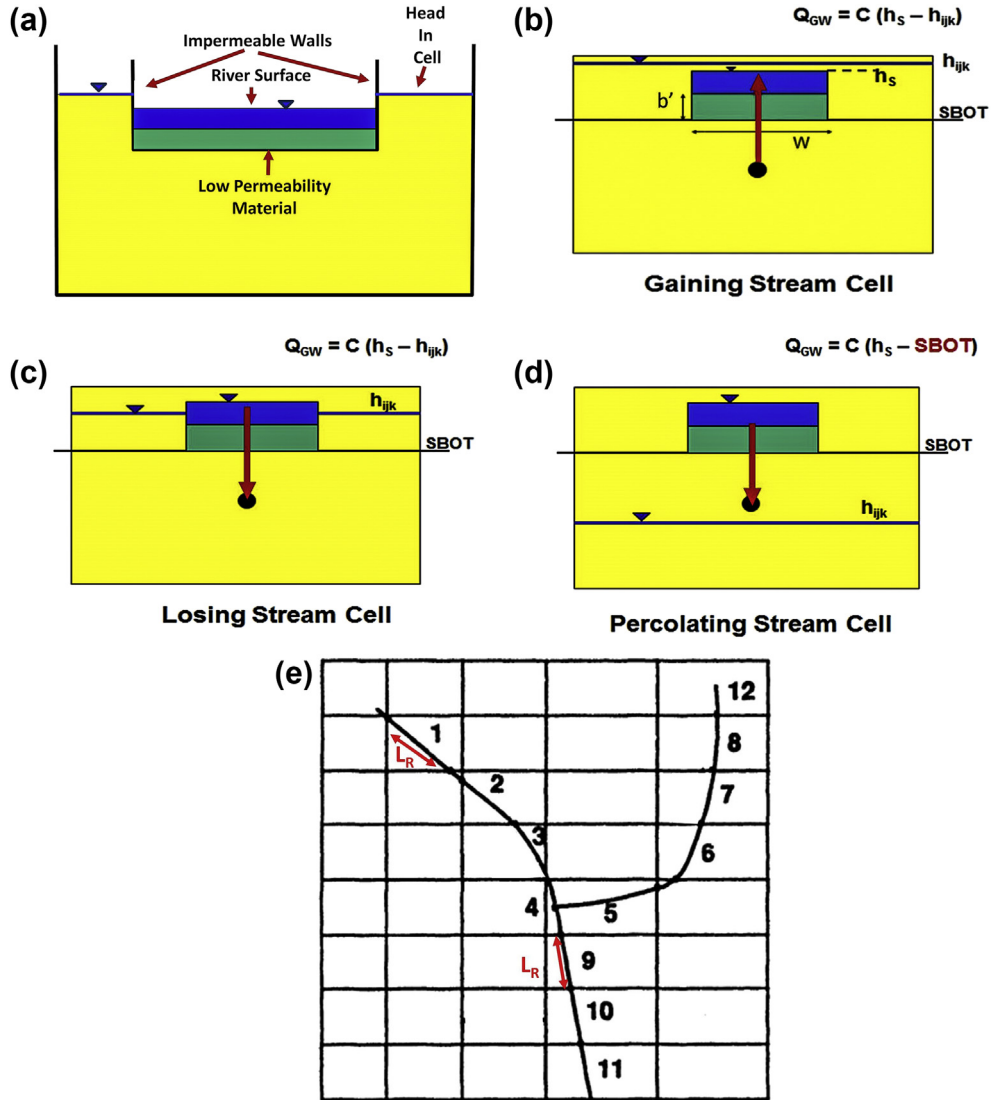 (a)
Impermeable Walls
River Surface
Head
In
Cell
Low Permeability
Material
(b)
Q_GW = C (h_S – h_ijk)
h_ijk
h_S
b'
SBOT
W
Gaining Stream Cell
(c)
Q_GW = C (h_S – h_ijk)
h_ijk
SBOT
Losing Stream Cell
(d)
Q_GW = C (h_S – SBOT)
SBOT
h_ijk
Percolating Stream Cell
(e)
12
1
8
L_R
2
7
3
6
4
5
L_R
9
10
11